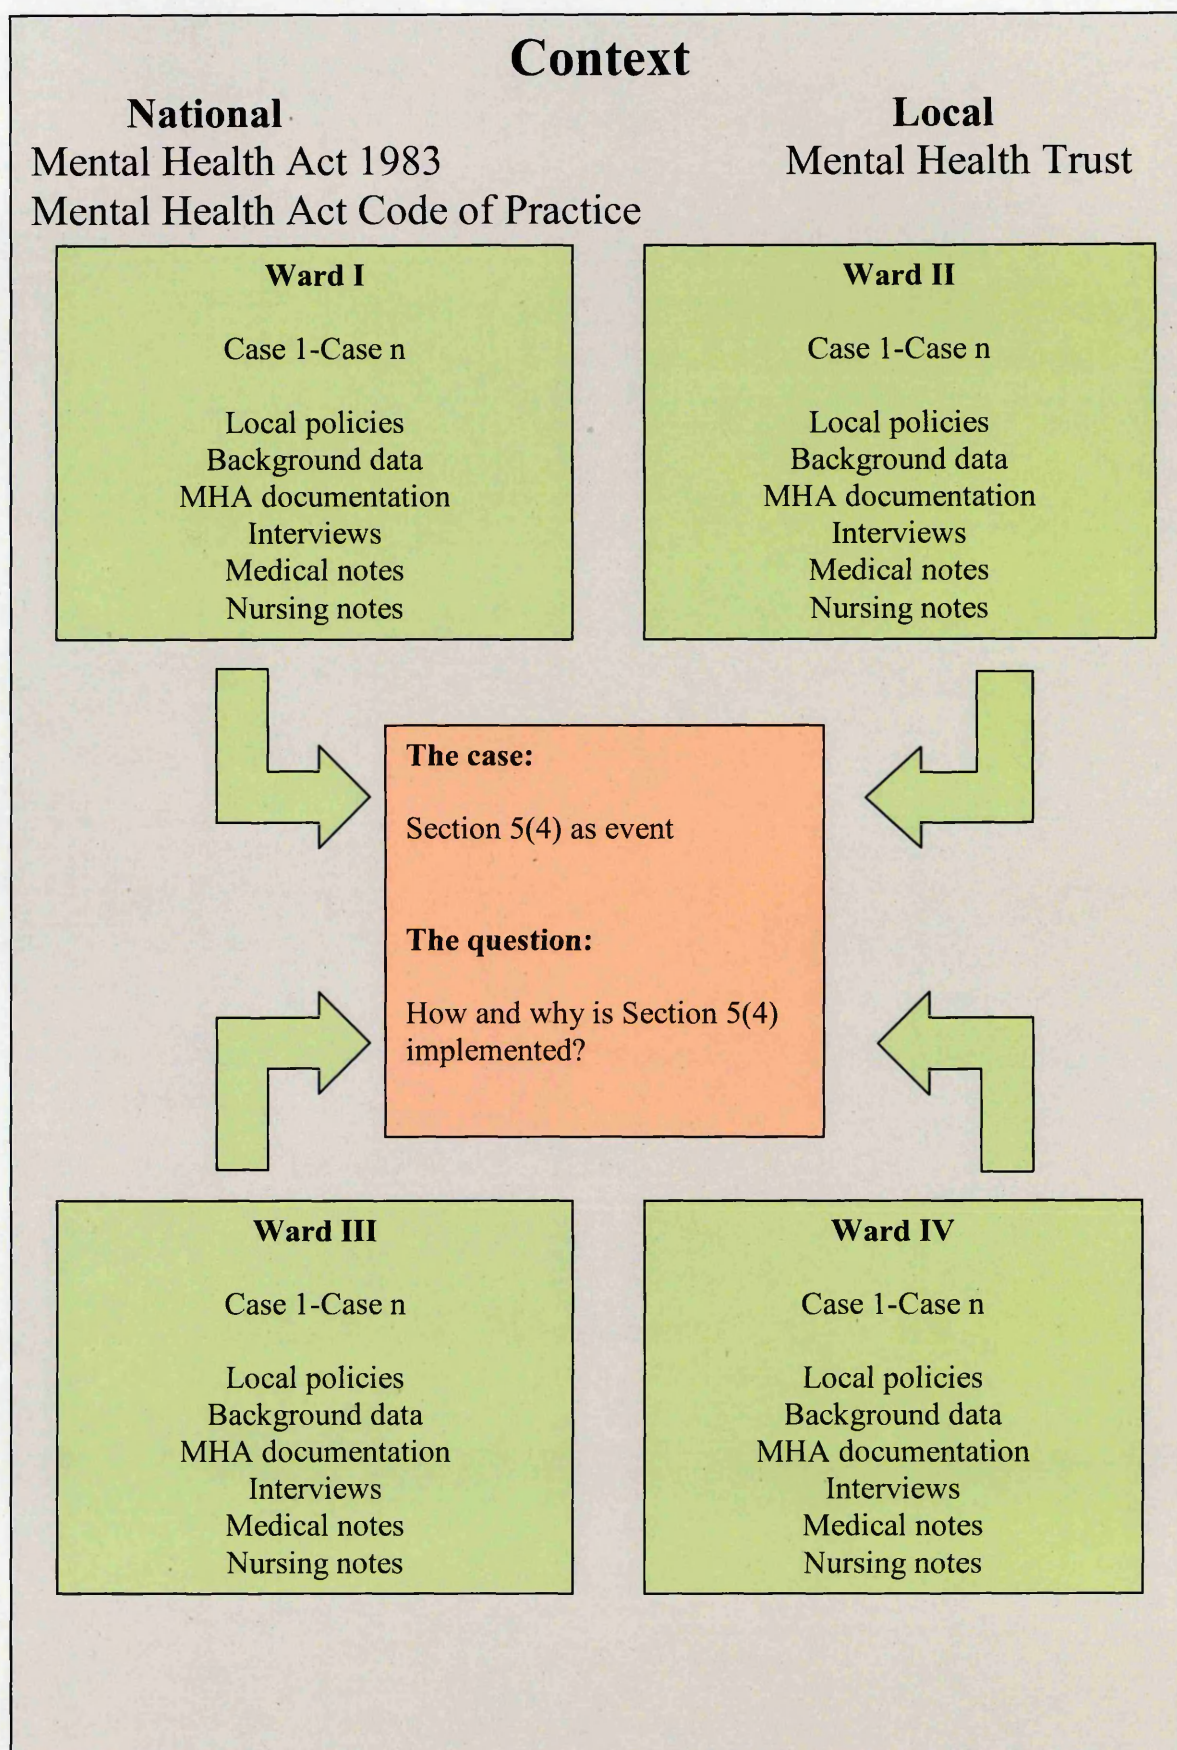 Context
National
Mental Health Act 1983
Mental Health Act Code of Practice
Local
Mental Health Trust
Ward I
Case 1-Case n
Local policies
Background data
MHA documentation
Interviews
Medical notes
Nursing notes
Ward II
Case 1-Case n
Local policies
Background data
MHA documentation
Interviews
Medical notes
Nursing notes
The case:
Section 5(4) as event
The question:
How and why is Section 5(4)
implemented?
Ward III
Case 1-Case n
Local policies
Background data
MHA documentation
Interviews
Medical notes
Nursing notes
Ward IV
Case 1-Case n
Local policies
Background data
MHA documentation
Interviews
Medical notes
Nursing notes